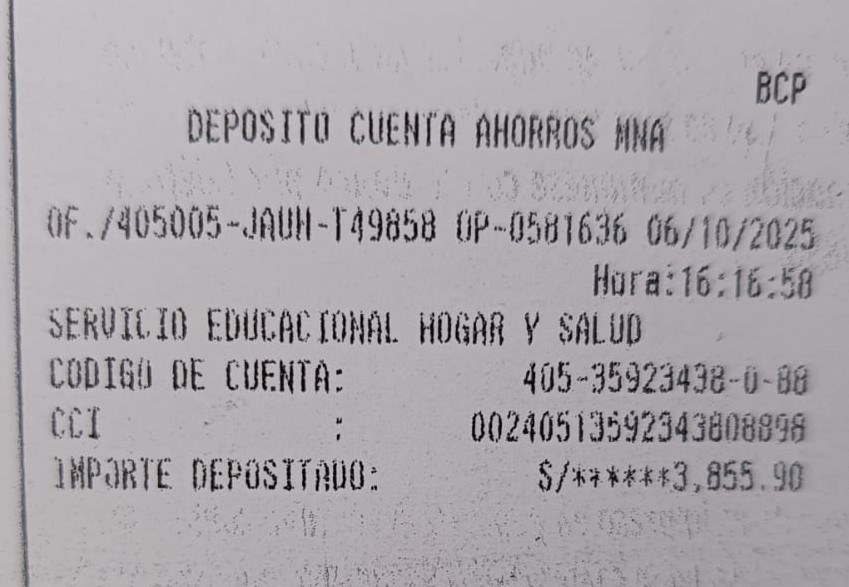 BCP
DEPOSITO CUENTA AHORROS MNA
OF./405005-JAUH-T49858 OP-0581636 06/10/2025
Hora:16:16:58
SERVICIO EDUCACIONAL HOGAR Y SALUD
CODIGO DE CUENTA: 405-35923438-0-88
CCI : 00240513592343808898
IMPORTE DEPOSITADO: S/******3,855.90